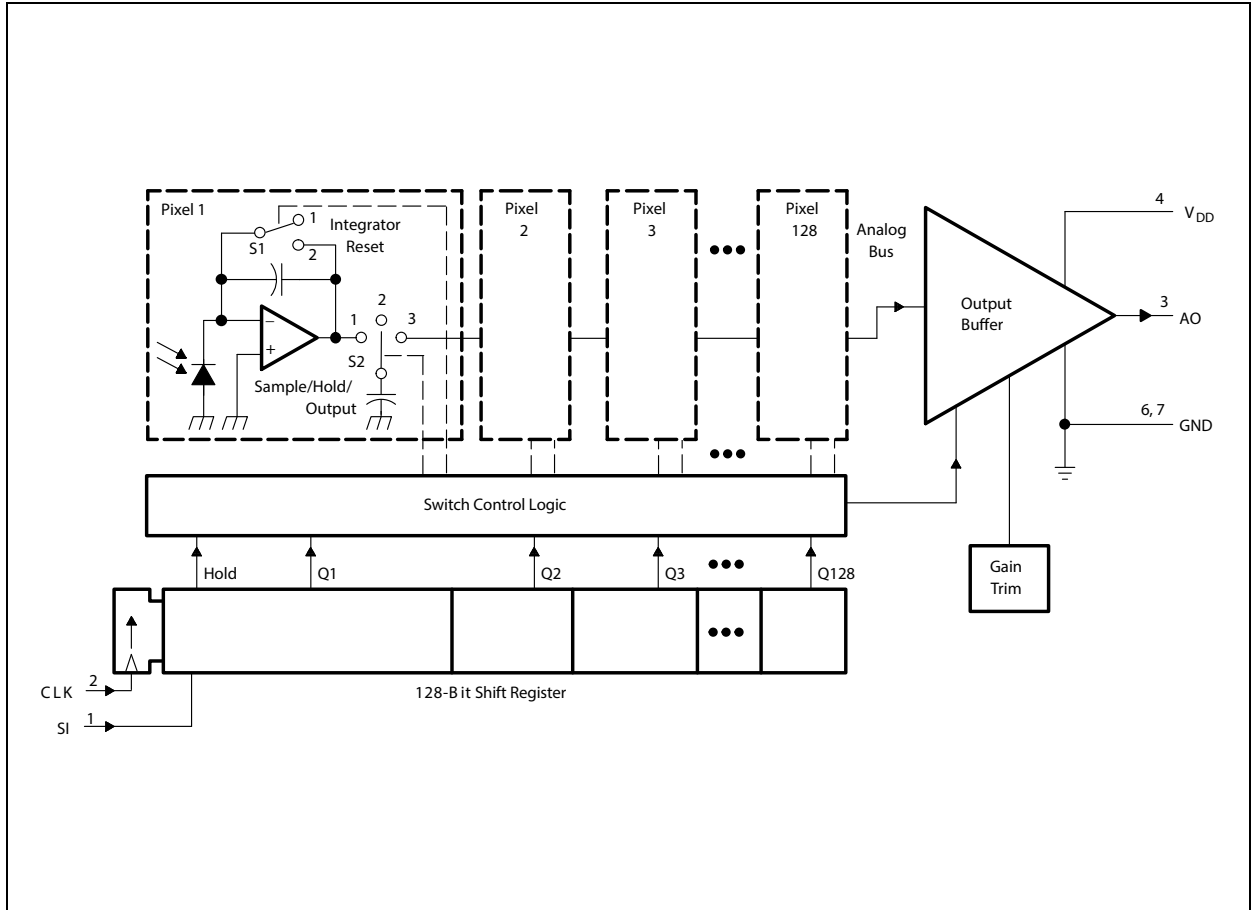 Pixel 1
S1
1
2
Integrator
Reset
−
+
1
2
3
S2
Sample/Hold/
Output
Pixel
2
Pixel
3
Pixel
128
Analog
Bus
Output
Buffer
4
VDD
3
AO
6, 7
GND
Gain
Trim
Switch Control Logic
Hold
Q1
Q2
Q3
Q128
CLK
2
SI
1
128-B it Shift Register